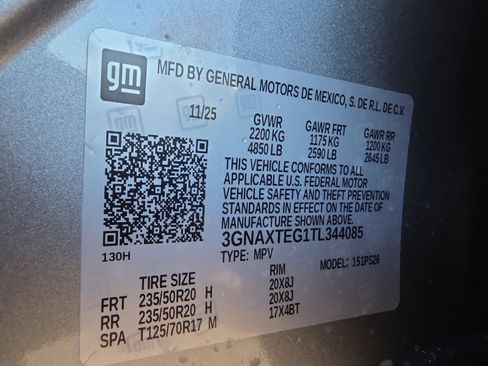 gm
MFD BY GENERAL MOTORS DE MEXICO, S. DE R.L. DE C.V.
11/25
GVWR GAWR FRT GAWR RR
2200 KG 1175 KG 1200 KG
4850 LB 2590 LB 2645 LB
THIS VEHICLE CONFORMS TO ALL
APPLICABLE U.S. FEDERAL MOTOR
VEHICLE SAFETY AND THEFT PREVENTION
STANDARDS IN EFFECT ON THE DATE OF
MANUFACTURE SHOWN ABOVE.
3GNAXTEG1TL344085
130H TYPE: MPV MODEL: 151PS26
TIRE SIZE RIM
FRT 235/50R20 H 20X8J
RR 235/50R20 H 20X8J
SPA T125/70R17 M 17X4BT